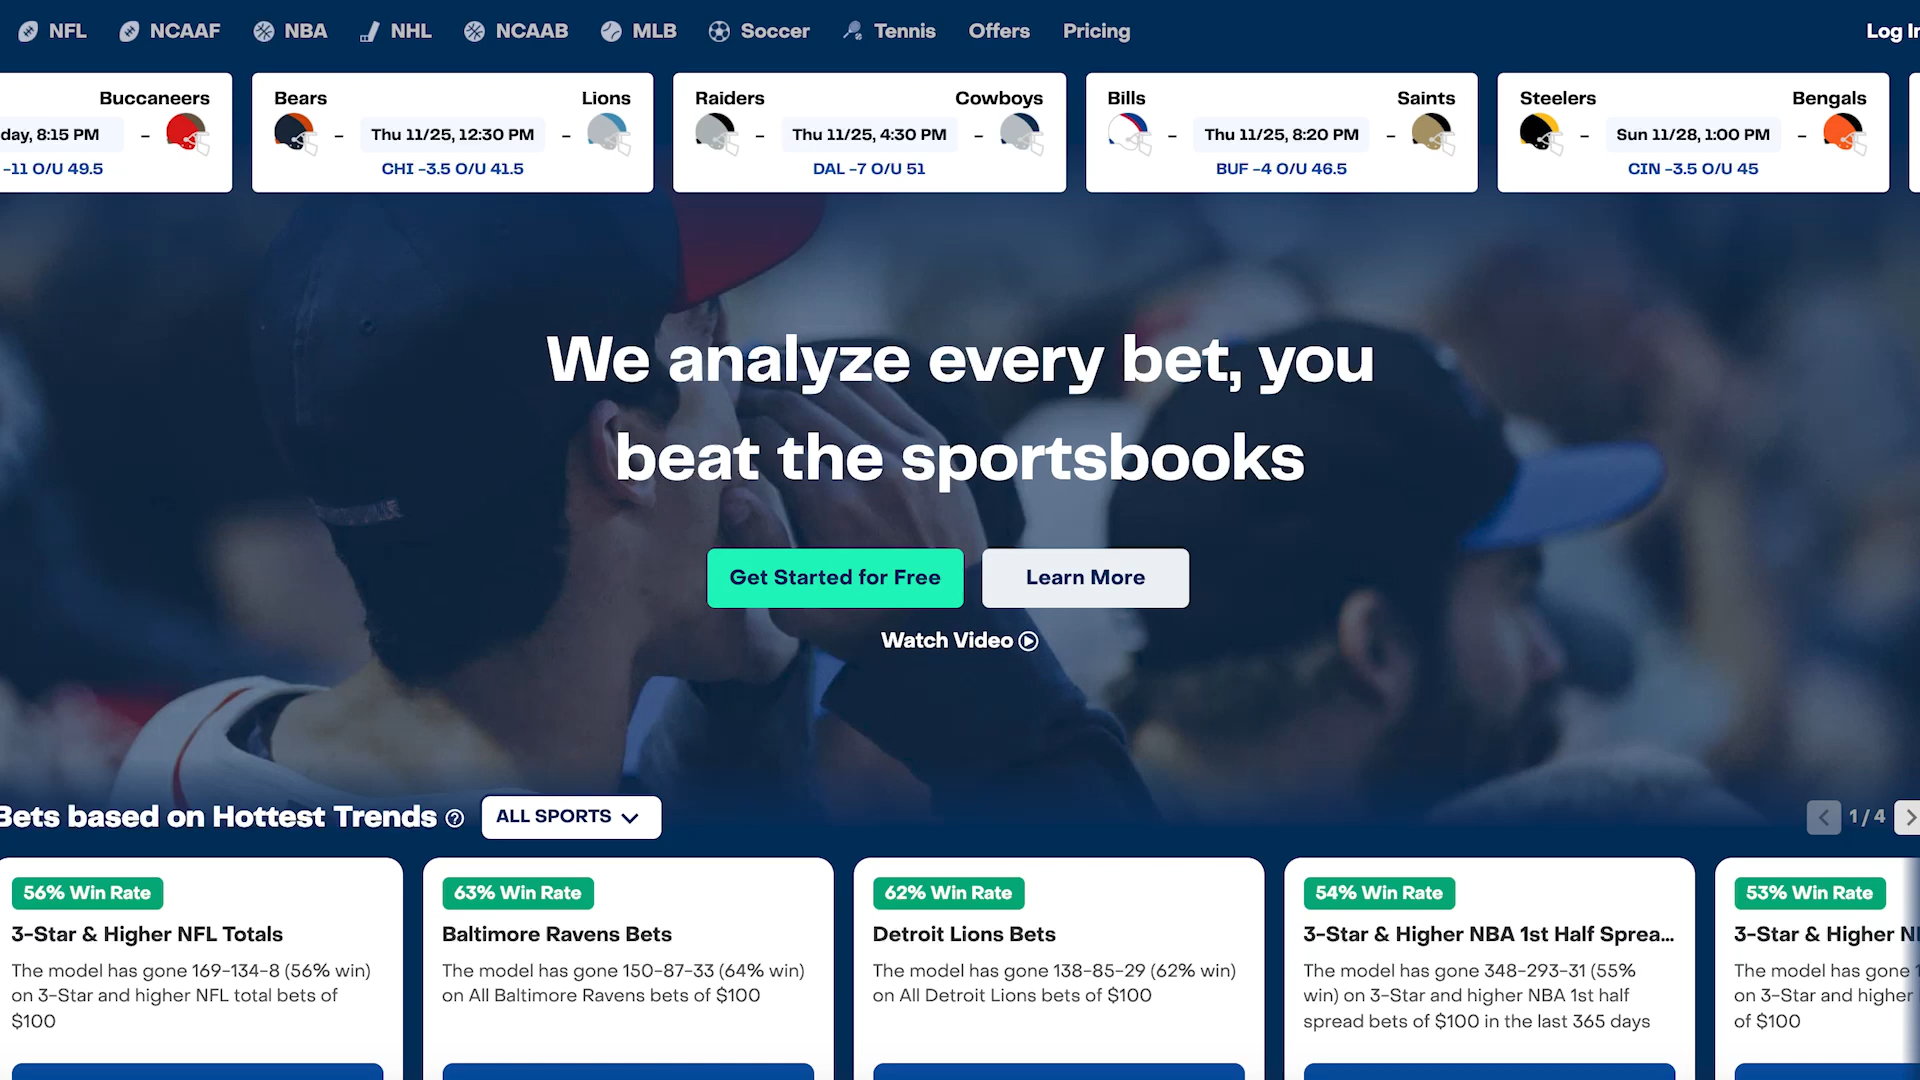 NFL NCAAF NBA NHL NCAAB MLB Soccer Tennis Offers Pricing Log In
Buccaneers
day, 8:15 PM -
-11 O/U 49.5
Bears Lions
- Thu 11/25, 12:30 PM -
CHI -3.5 O/U 41.5
Raiders Cowboys
- Thu 11/25, 4:30 PM -
DAL -7 O/U 51
Bills Saints
- Thu 11/25, 8:20 PM -
BUF -4 O/U 46.5
Steelers Bengals
- Sun 11/28, 1:00 PM -
CIN -3.5 O/U 45
We analyze every bet, you
beat the sportsbooks
Get Started for Free Learn More
Watch Video
Bets based on Hottest Trends ? ALL SPORTS 1 / 4
56% Win Rate
3-Star & Higher NFL Totals
The model has gone 169-134-8 (56% win)
on 3-Star and higher NFL total bets of
$100
63% Win Rate
Baltimore Ravens Bets
The model has gone 150-87-33 (64% win)
on All Baltimore Ravens bets of $100
62% Win Rate
Detroit Lions Bets
The model has gone 138-85-29 (62% win)
on All Detroit Lions bets of $100
54% Win Rate
3-Star & Higher NBA 1st Half Sprea...
The model has gone 348-293-31 (55%
win) on 3-Star and higher NBA 1st half
spread bets of $100 in the last 365 days
53% Win Rate
3-Star & Higher
The model has gone
on 3-Star and higher
of $100